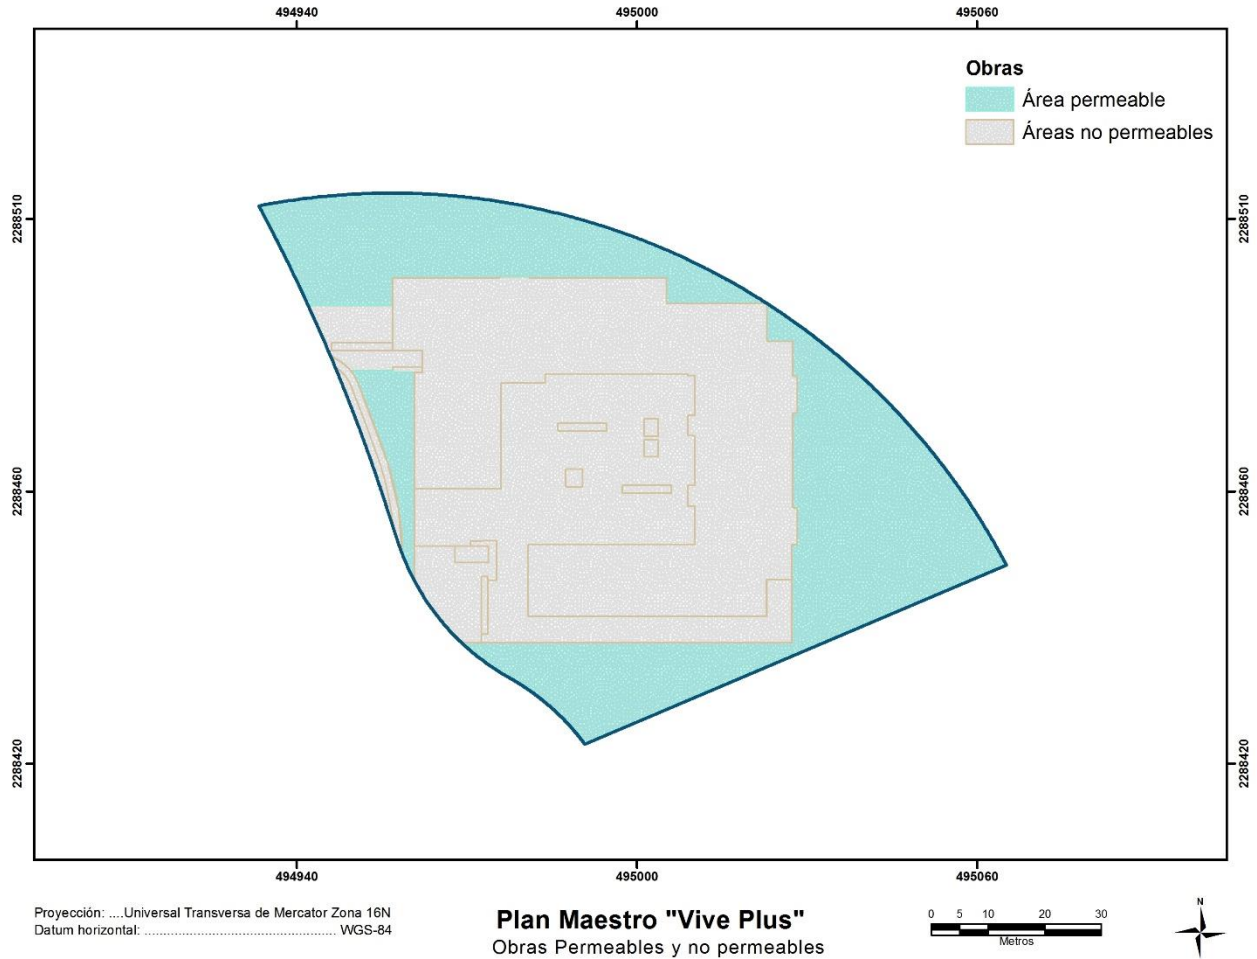 494940 495000 495060
Obras
Área permeable
Áreas no permeables
2288510 2288510
2288460 2288460
2288420 2288420
494940 495000 495060
Proyección: ....Universal Transversa de Mercator Zona 16N
Datum horizontal: ................................................ WGS-84
Plan Maestro "Vive Plus"
Obras Permeables y no permeables
0 5 10 20 30
Metros
N